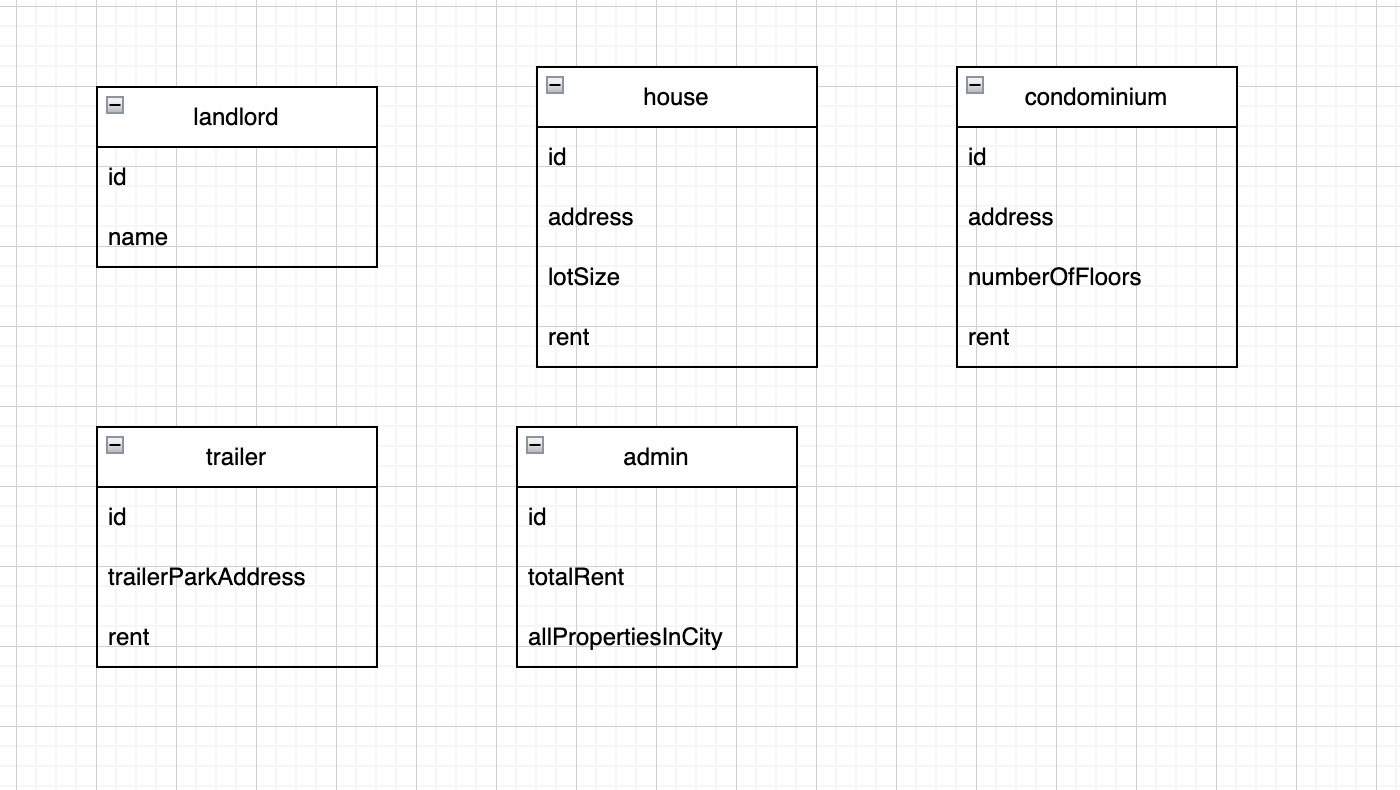 landlord
id
name
house
id
address
lotSize
rent
condominium
id
address
numberOfFloors
rent
trailer
id
trailerParkAddress
rent
admin
id
totalRent
allPropertiesInCity